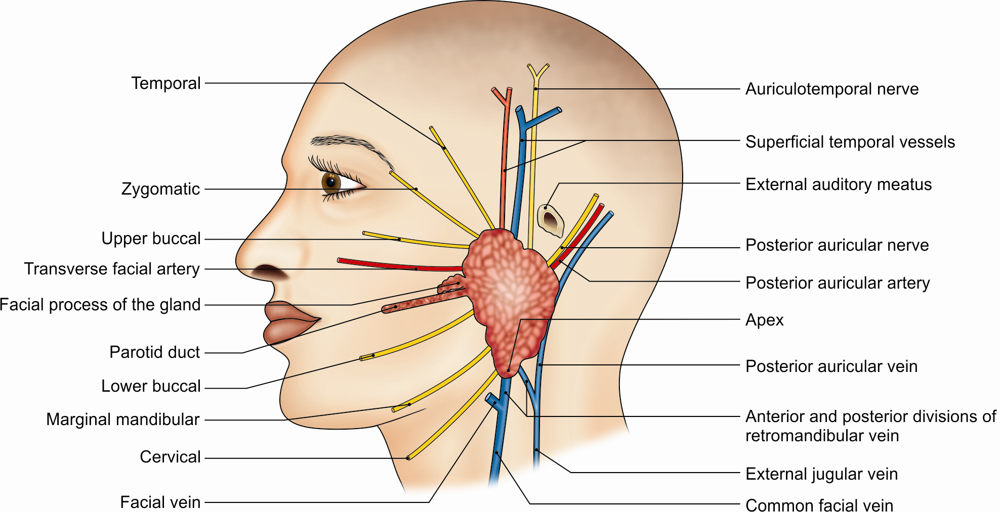 Temporal
Zygomatic
Upper buccal
Transverse facial artery
Facial process of the gland
Parotid duct
Lower buccal
Marginal mandibular
Cervical
Facial vein
Auriculotemporal nerve
Superficial temporal vessels
External auditory meatus
Posterior auricular nerve
Posterior auricular artery
Apex
Posterior auricular vein
Anterior and posterior divisions of
retromandibular vein
External jugular vein
Common facial vein